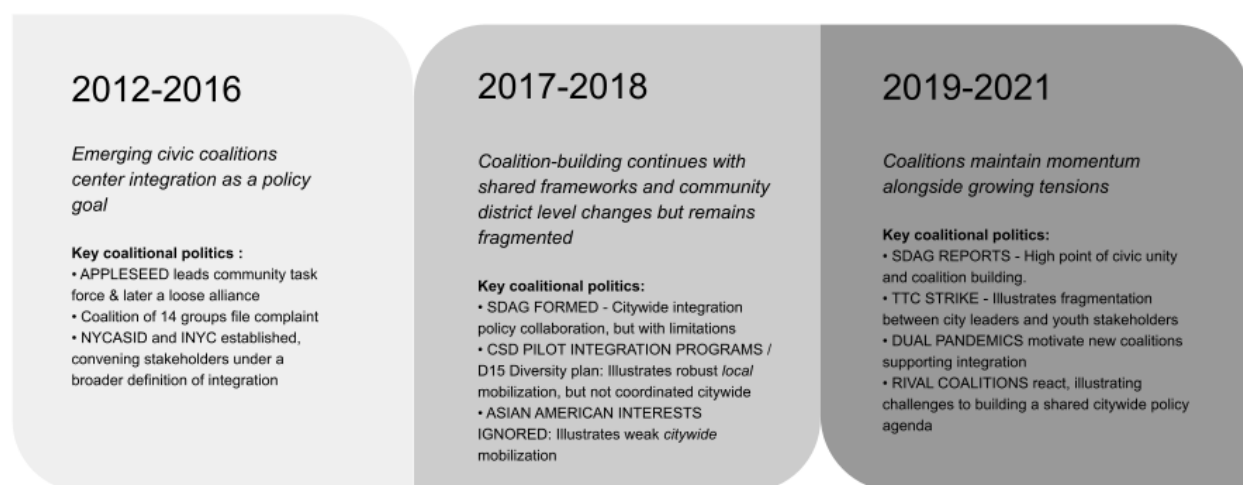 2012-2016
Emerging civic coalitions
center integration as a policy
goal
Key coalitional politics :
• APPLESEED leads community task
force & later a loose alliance
• Coalition of 14 groups file complaint
• NYCASID and INYC established,
convening stakeholders under a
broader definition of integration
2017-2018
Coalition-building continues with
shared frameworks and community
district level changes but remains
fragmented
Key coalitional politics:
• SDAG FORMED - Citywide integration
policy collaboration, but with limitations
• CSD PILOT INTEGRATION PROGRAMS /
D15 Diversity plan: Illustrates robust local
mobilization, but not coordinated citywide
• ASIAN AMERICAN INTERESTS
IGNORED: Illustrates weak citywide
mobilization
2019-2021
Coalitions maintain momentum
alongside growing tensions
Key coalitional politics:
• SDAG REPORTS - High point of civic unity
and coalition building.
• TTC STRIKE - Illustrates fragmentation
between city leaders and youth stakeholders
• DUAL PANDEMICS motivate new coalitions
supporting integration
• RIVAL COALITIONS react, illustrating
challenges to building a shared citywide policy
agenda